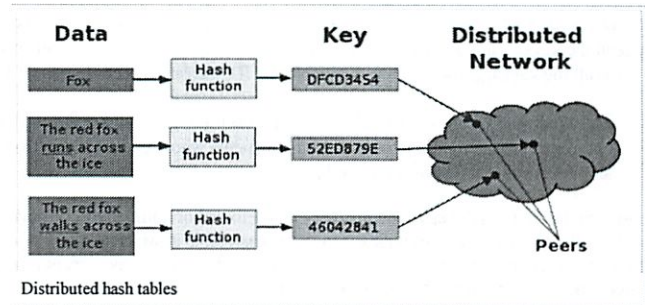 Data
Key
Distributed
Network
Fox
Hash
function
DFCD3454
The red fox
runs across
the ice
Hash
function
52ED879E
The red fox
walks across
the ice
Hash
function
46042841
Peers
Distributed hash tables